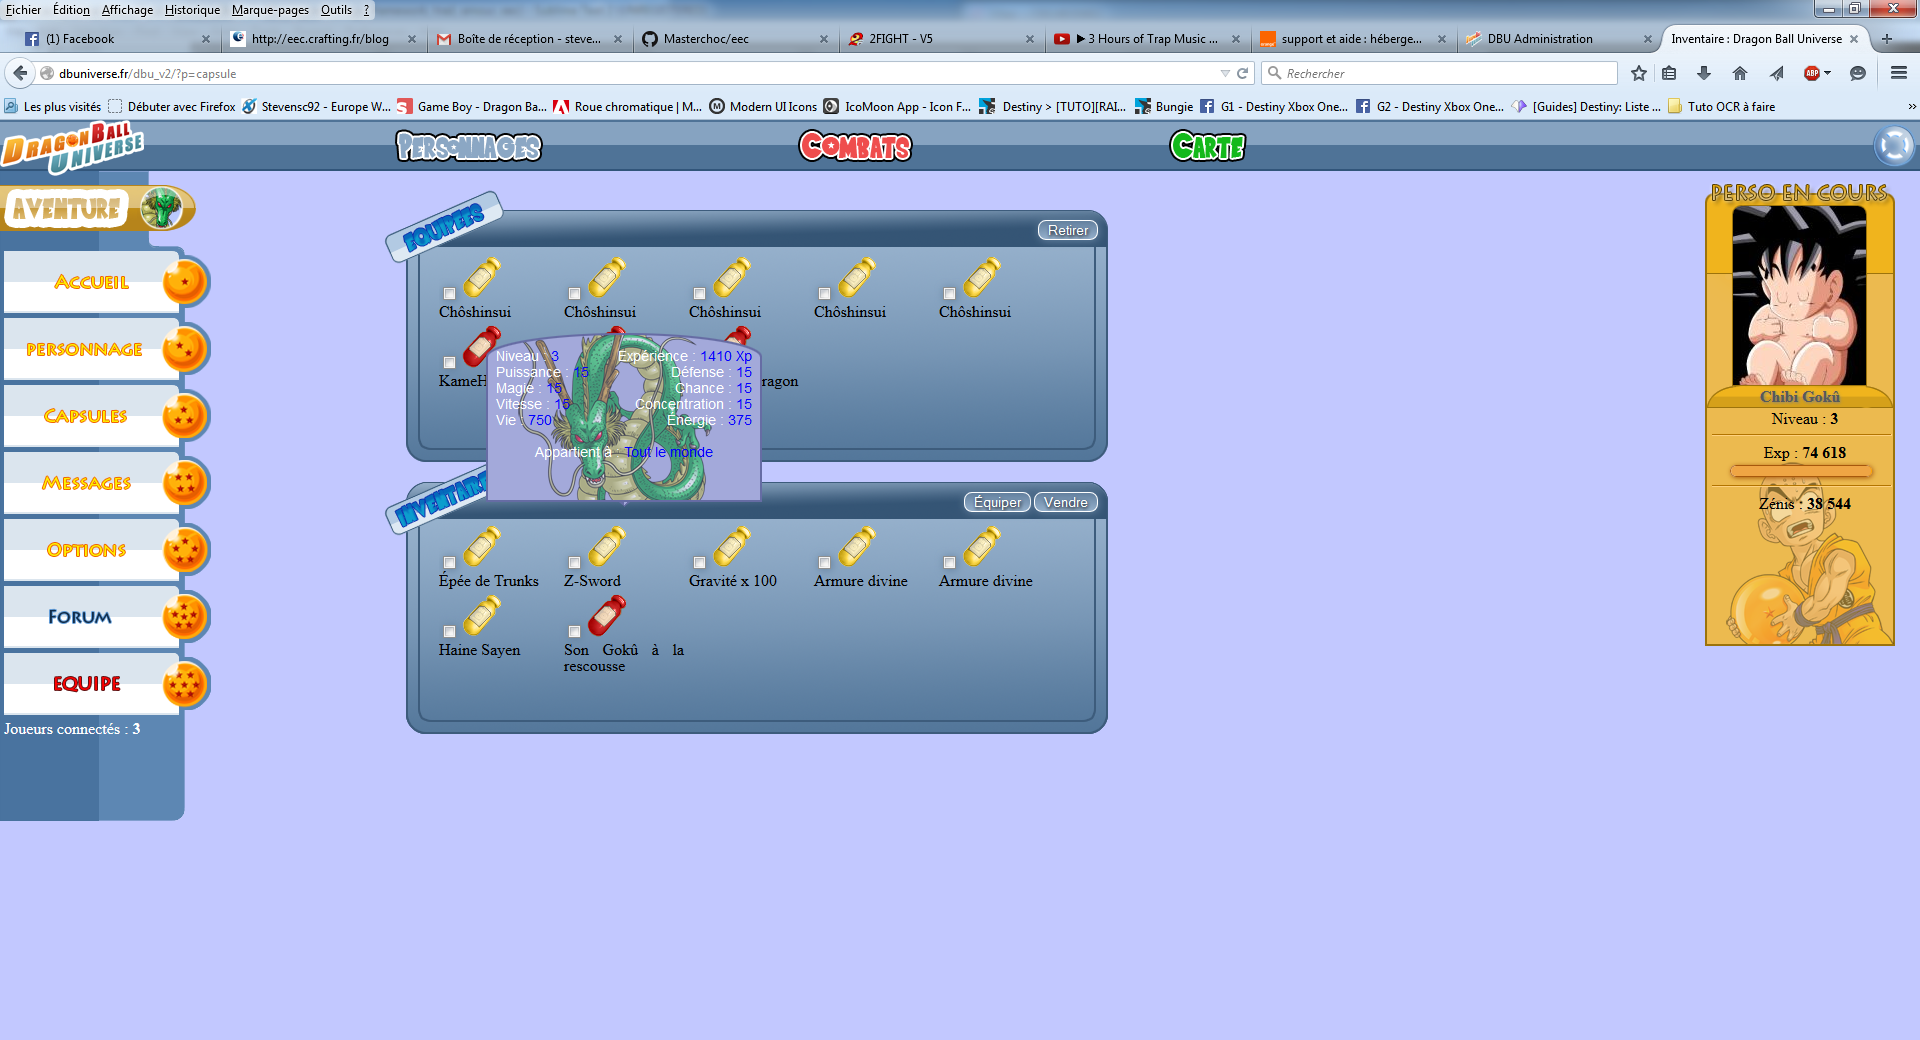 Fichier Édition Affichage Historique Marque-pages Outils ?
(1) Facebook
http://eec.crafting.fr/blog
Boîte de réception - steve...
Masterchoc/eec
2FIGHT - V5
3 Hours of Trap Music ...
support et aide : héberge...
DBU Administration
Inventaire : Dragon Ball Universe
dbuniverse.fr/dbu_v2/?p=capsule
Rechercher
ABP
Les plus visités
Débuter avec Firefox
Stevensc92 - Europe W...
Game Boy - Dragon Ba...
Roue chromatique | M...
Modern UI Icons
IcoMoon App - Icon F...
Destiny > [TUTO][RAI...
Bungie
G1 - Destiny Xbox One...
G2 - Destiny Xbox One...
[Guides] Destiny: Liste ...
Tuto OCR à faire
»
DRAGON BALL
UNIVERSE
PERSONNAGES
COMBATS
CARTE
AVENTURE
ACCUEIL
PERSONNAGE
CAPSULES
MESSAGES
OPTIONS
FORUM
EQUIPE
Joueurs connectés : 3
EQUIPEES
Retirer
Chôshinsui
Chôshinsui
Chôshinsui
Chôshinsui
Chôshinsui
KameH
ragon
Niveau : 3
Expérience : 1410 Xp
Puissance : 15
Défense : 15
Magie : 15
Chance : 15
Vitesse : 15
Concentration : 15
Vie : 750
Énergie : 375
Appartient à : Tout le monde
INVENTAIRE
Équiper
Vendre
Épée de Trunks
Z-Sword
Gravité x 100
Armure divine
Armure divine
Haine Sayen
Son Gokû à la
rescousse
PERSO EN COURS
Chibi Gokû
Niveau : 3
Exp : 74 618
Zénis : 38 544